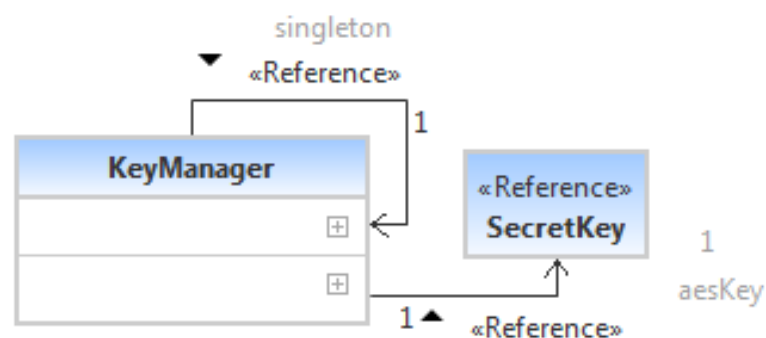 singleton
«Reference»
1
KeyManager
«Reference»
SecretKey
1
aesKey
1
«Reference»